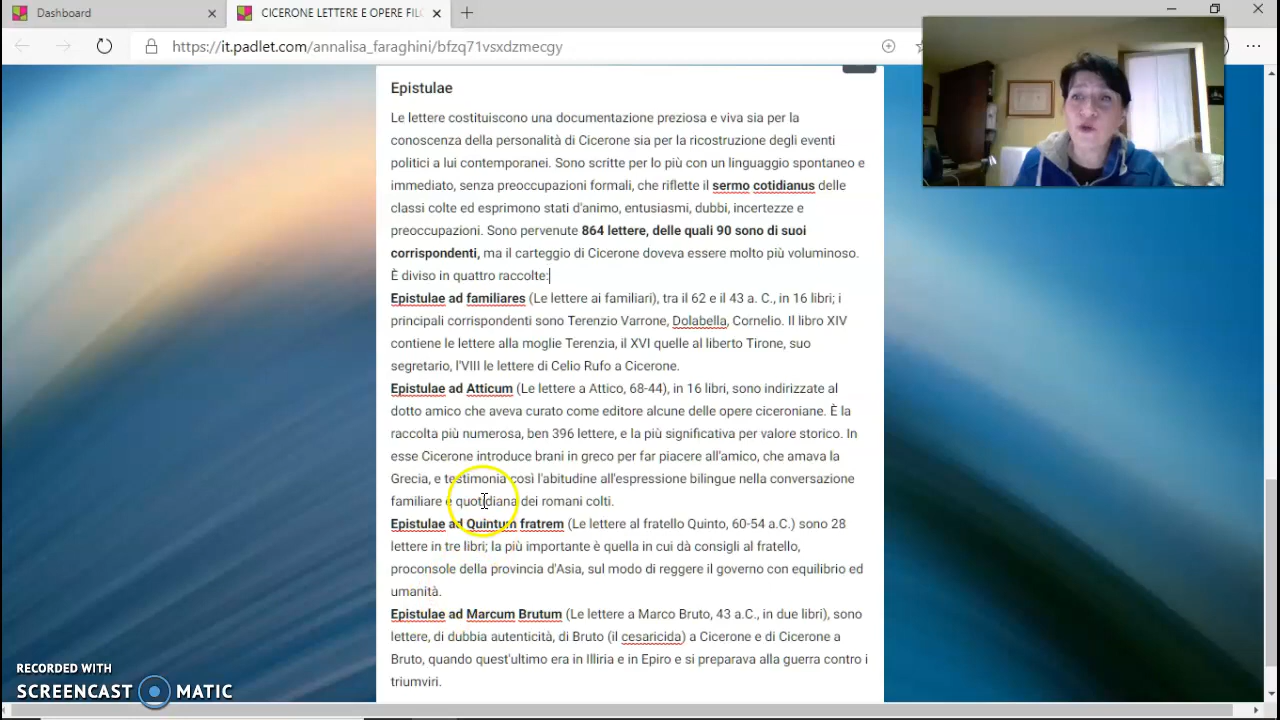 Dashboard
CICERONE LETTERE E OPERE FILO
https://it.padlet.com/annalisa_faraghini/bfzq71vsxdzmecgy
Epistulae
Le lettere costituiscono una documentazione preziosa e viva sia per la
conoscenza della personalità di Cicerone sia per la ricostruzione degli eventi
politici a lui contemporanei. Sono scritte per lo più con un linguaggio spontaneo e
immediato, senza preoccupazioni formali, che riflette il sermo cotidianus delle
classi colte ed esprimono stati d'animo, entusiasmi, dubbi, incertezze e
preoccupazioni. Sono pervenute 864 lettere, delle quali 90 sono di suoi
corrispondenti, ma il carteggio di Cicerone doveva essere molto più voluminoso.
È diviso in quattro raccolte:
Epistulae ad familiares (Le lettere ai familiari), tra il 62 e il 43 a. C., in 16 libri; i
principali corrispondenti sono Terenzio Varrone, Dolabella, Cornelio. Il libro XIV
contiene le lettere alla moglie Terenzia, il XVI quelle al liberto Tirone, suo
segretario, l'VIII le lettere di Celio Rufo a Cicerone.
Epistulae ad Atticum (Le lettere a Attico, 68-44), in 16 libri, sono indirizzate al
dotto amico che aveva curato come editore alcune delle opere ciceroniane. È la
raccolta più numerosa, ben 396 lettere, e la più significativa per valore storico. In
esse Cicerone introduce brani in greco per far piacere all'amico, che amava la
Grecia, e testimonia così l'abitudine all'espressione bilingue nella conversazione
familiare e quotidiana dei romani colti.
Epistulae ad Quintum fratrem (Le lettere al fratello Quinto, 60-54 a.C.) sono 28
lettere in tre libri; la più importante è quella in cui dà consigli al fratello,
proconsole della provincia d'Asia, sul modo di reggere il governo con equilibrio ed
umanità.
Epistulae ad Marcum Brutum (Le lettere a Marco Bruto, 43 a.C., in due libri), sono
lettere, di dubbia autenticità, di Bruto (il cesaricida) a Cicerone e di Cicerone a
Bruto, quando quest'ultimo era in Illiria e in Epiro e si preparava alla guerra contro i
triumviri.
RECORDED WITH
SCREENCAST MATIC